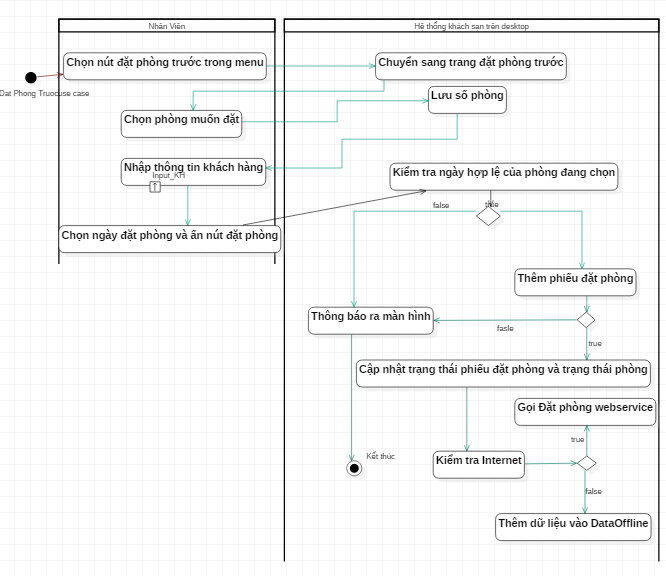 Nhân Viên
Hệ thống khách sạn trên desktop
Chọn nút đặt phòng trước trong menu
Chuyển sang trang đặt phòng trước
Dat Phong Truocuse case
Lưu số phòng
Chọn phòng muốn đặt
Nhập thông tin khách hàng
Input_KH
Kiểm tra ngày hợp lệ của phòng đang chọn
false
true
Chọn ngày đặt phòng và ấn nút đặt phòng
Thêm phiếu đặt phòng
Thông báo ra màn hình
fasle
true
Cập nhật trạng thái phiếu đặt phòng và trạng thái phòng
Gọi Đặt phòng webservice
true
Kết thúc
Kiểm tra Internet
false
Thêm dữ liệu vào DataOffline